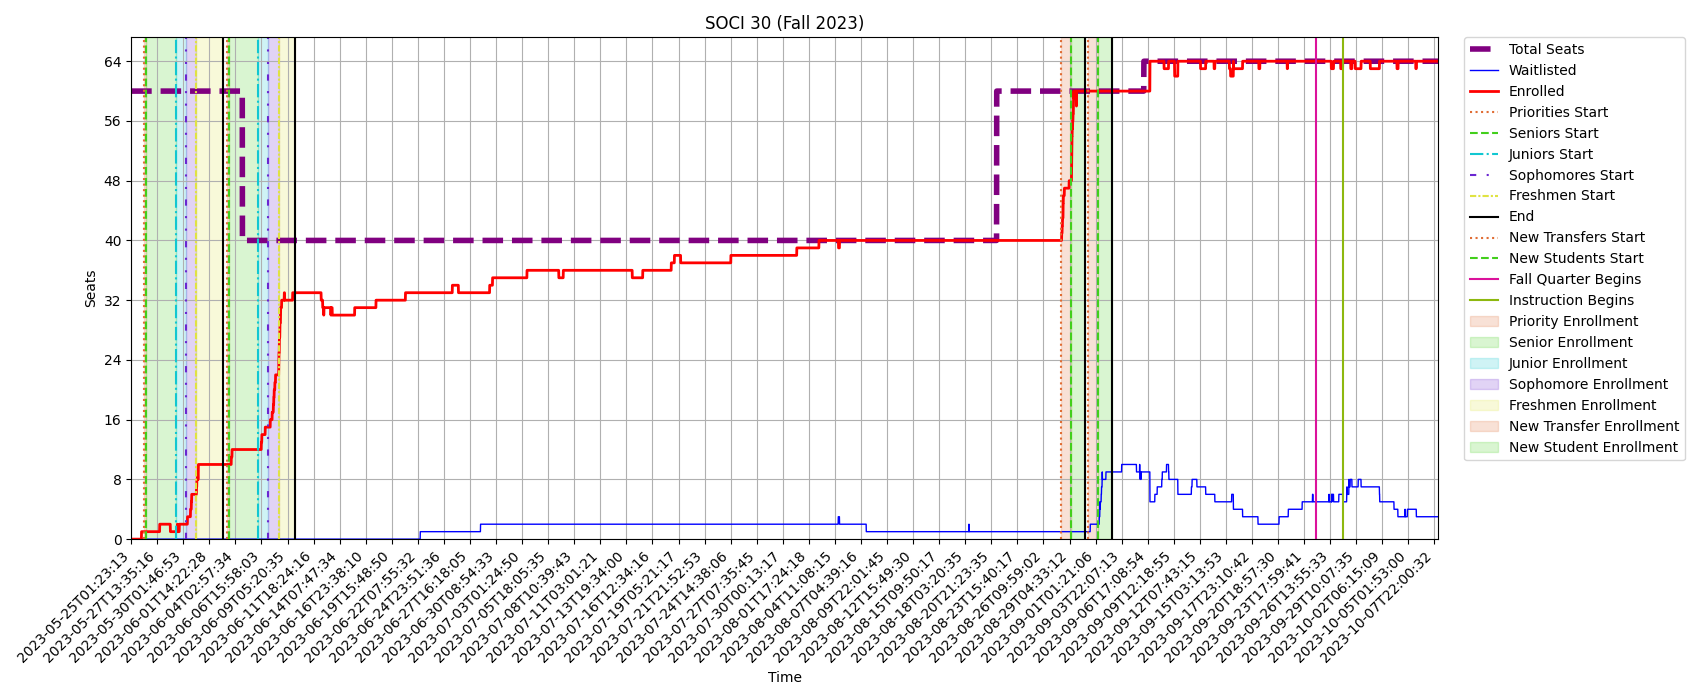 SOCI 30 (Fall 2023)
Seats
64
56
48
40
32
24
16
8
0
2023-05-25T01:23:13
2023-05-27T13:35:16
2023-05-30T01:46:53
2023-06-01T14:22:28
2023-06-04T02:57:34
2023-06-06T15:58:03
2023-06-09T05:20:35
2023-06-11T18:24:16
2023-06-14T07:47:34
2023-06-16T23:38:10
2023-06-19T15:48:50
2023-06-22T07:55:32
2023-06-24T23:51:36
2023-06-27T16:18:05
2023-06-30T08:54:33
2023-07-03T01:24:50
2023-07-05T18:05:35
2023-07-08T10:39:43
2023-07-11T03:01:21
2023-07-13T19:34:00
2023-07-16T12:34:16
2023-07-19T05:21:17
2023-07-21T21:52:53
2023-07-24T14:38:06
2023-07-27T07:35:45
2023-07-30T00:13:17
2023-08-01T17:24:18
2023-08-04T11:08:15
2023-08-07T04:39:16
2023-08-09T22:01:45
2023-08-12T15:49:30
2023-08-15T09:50:17
2023-08-18T03:20:35
2023-08-20T21:23:35
2023-08-23T15:40:17
2023-08-26T09:59:02
2023-08-29T04:33:12
2023-09-01T01:21:06
2023-09-03T22:07:13
2023-09-06T17:08:54
2023-09-09T12:18:55
2023-09-12T07:43:15
2023-09-15T03:13:53
2023-09-17T23:10:42
2023-09-20T18:57:30
2023-09-23T17:59:41
2023-09-26T13:55:33
2023-09-29T10:07:35
2023-10-02T06:15:09
2023-10-05T01:53:00
2023-10-07T22:00:32
Time
Total Seats
Waitlisted
Enrolled
Priorities Start
Seniors Start
Juniors Start
Sophomores Start
Freshmen Start
End
New Transfers Start
New Students Start
Fall Quarter Begins
Instruction Begins
Priority Enrollment
Senior Enrollment
Junior Enrollment
Sophomore Enrollment
Freshmen Enrollment
New Transfer Enrollment
New Student Enrollment